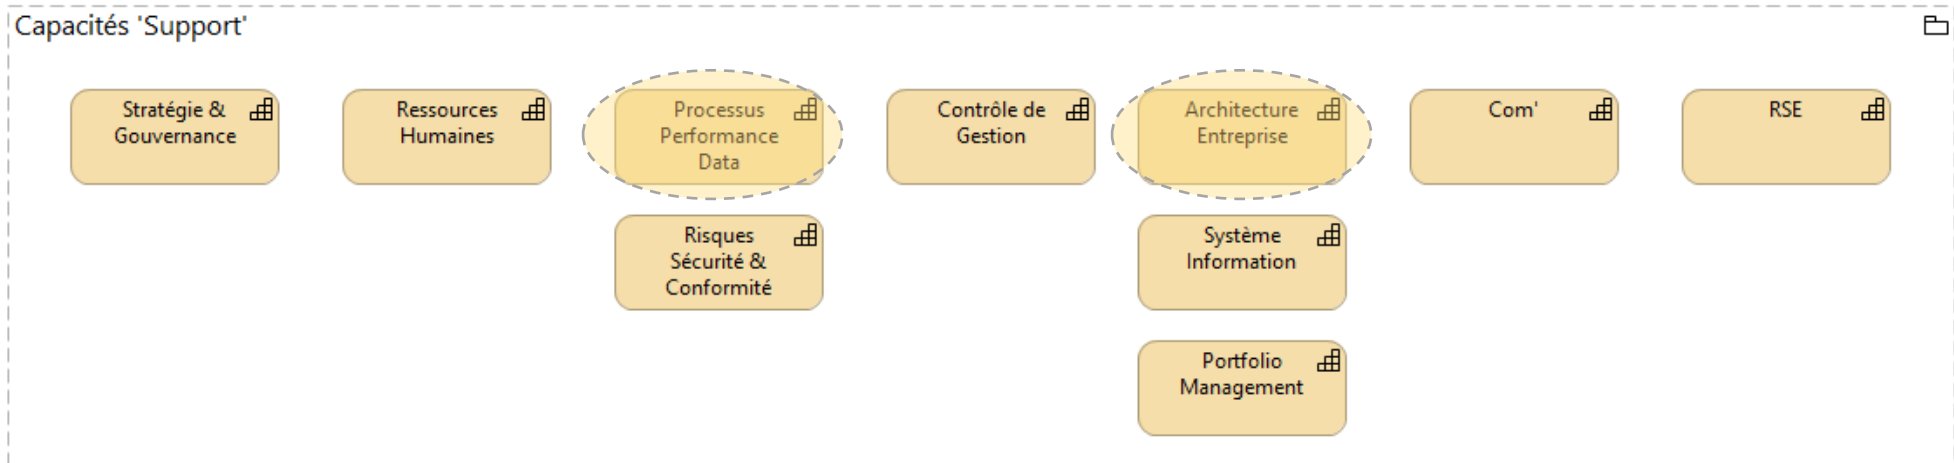 Capacités 'Support'
Stratégie &
Gouvernance
Ressources
Humaines
Processus
Performance
Data
Contrôle de
Gestion
Architecture
Entreprise
Com'
RSE
Risques
Sécurité &
Conformité
Système
Information
Portfolio
Management